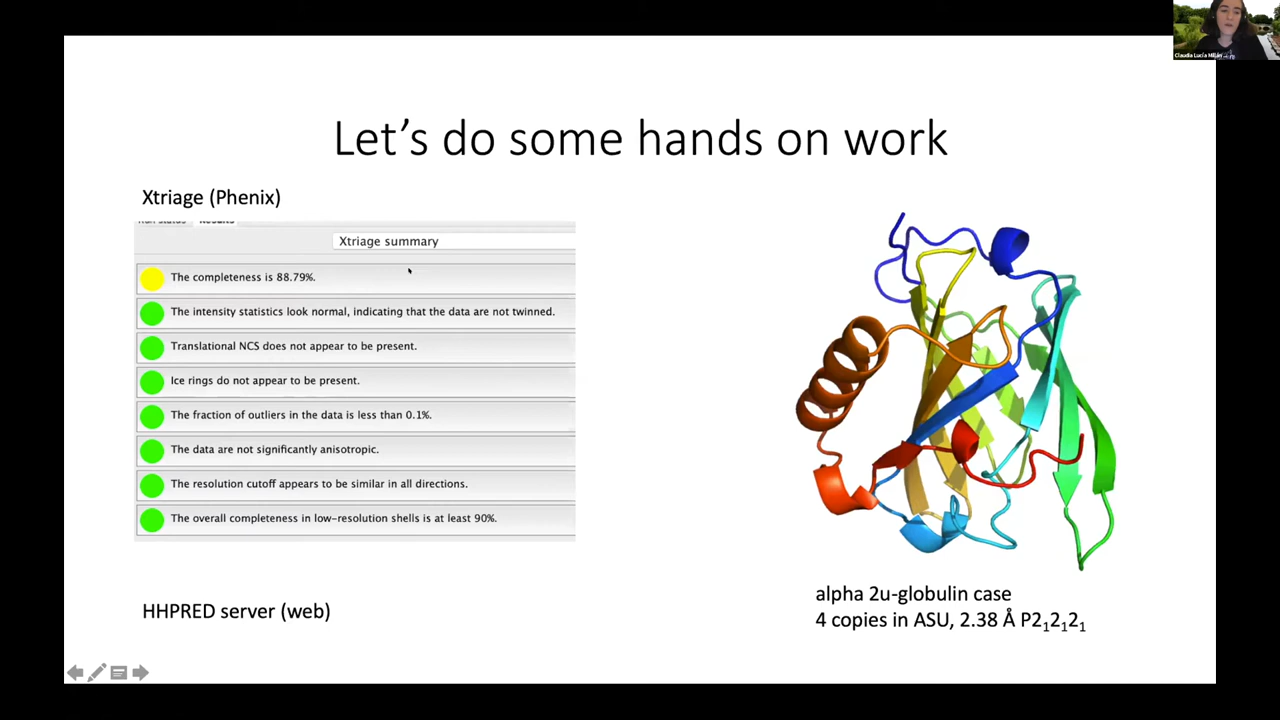 Let's do some hands on work
Xtriage (Phenix)
Results
Xtriage summary
The completeness is 88.79%.
The intensity statistics look normal, indicating that the data are not twinned.
Translational NCS does not appear to be present.
Ice rings do not appear to be present.
The fraction of outliers in the data is less than 0.1%.
The data are not significantly anisotropic.
The resolution cutoff appears to be similar in all directions.
The overall completeness in low-resolution shells is at least 90%.
HHPRED server (web)
alpha 2u-globulin case
4 copies in ASU, 2.38 Å P2₁2₁2₁
Claudia Lucía Millán